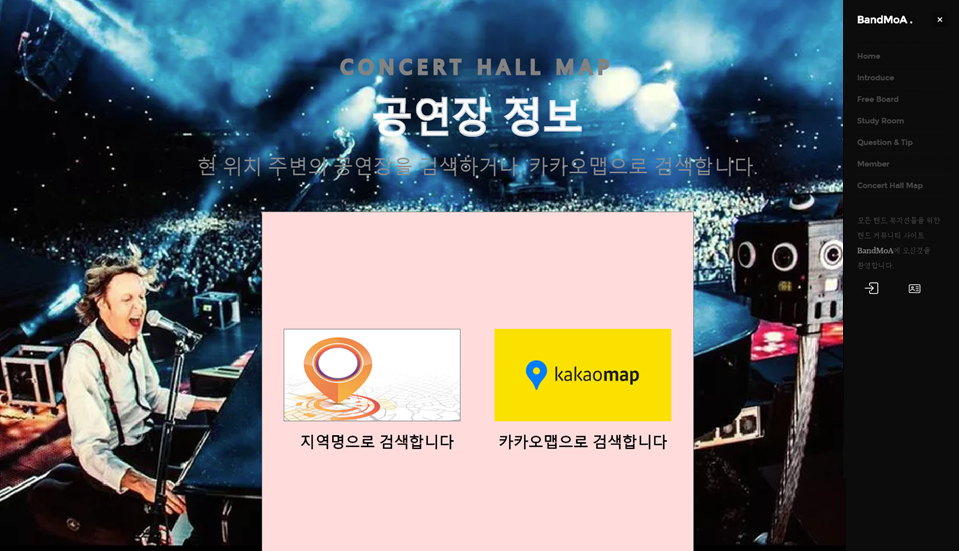 CONCERT HALL MAP
공연장 정보
현 위치 주변의 공연장을 검색하거나, 카카오맵으로 검색합니다.
kakaomap
지역명으로 검색합니다
카카오맵으로 검색합니다
BandMoA .
×
Home
Introduce
Free Board
Study Room
Question & Tip
Member
Concert Hall Map
모든 밴드 뮤지션들을 위한
밴드 커뮤니티 사이트
BandMoA에 오신것을
환영합니다.